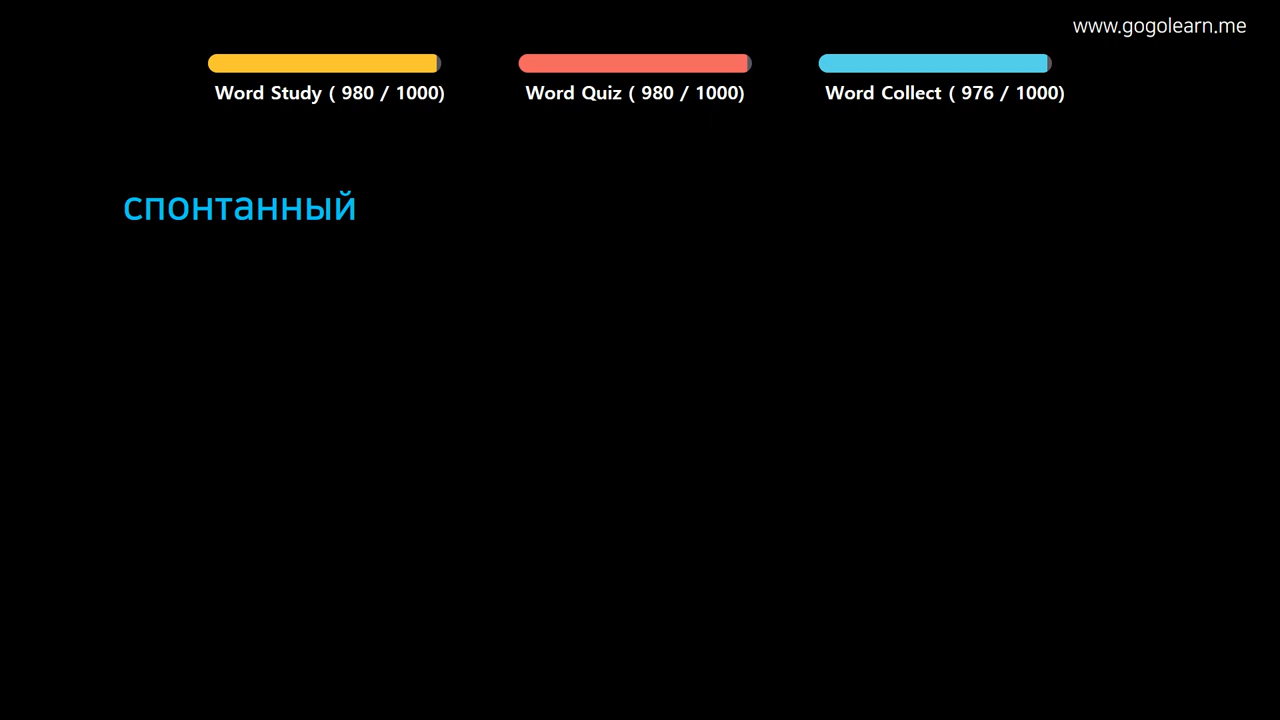 www.gogolearn.me
Word Study ( 980 / 1000)
Word Quiz ( 980 / 1000)
Word Collect ( 976 / 1000)
спонтанный